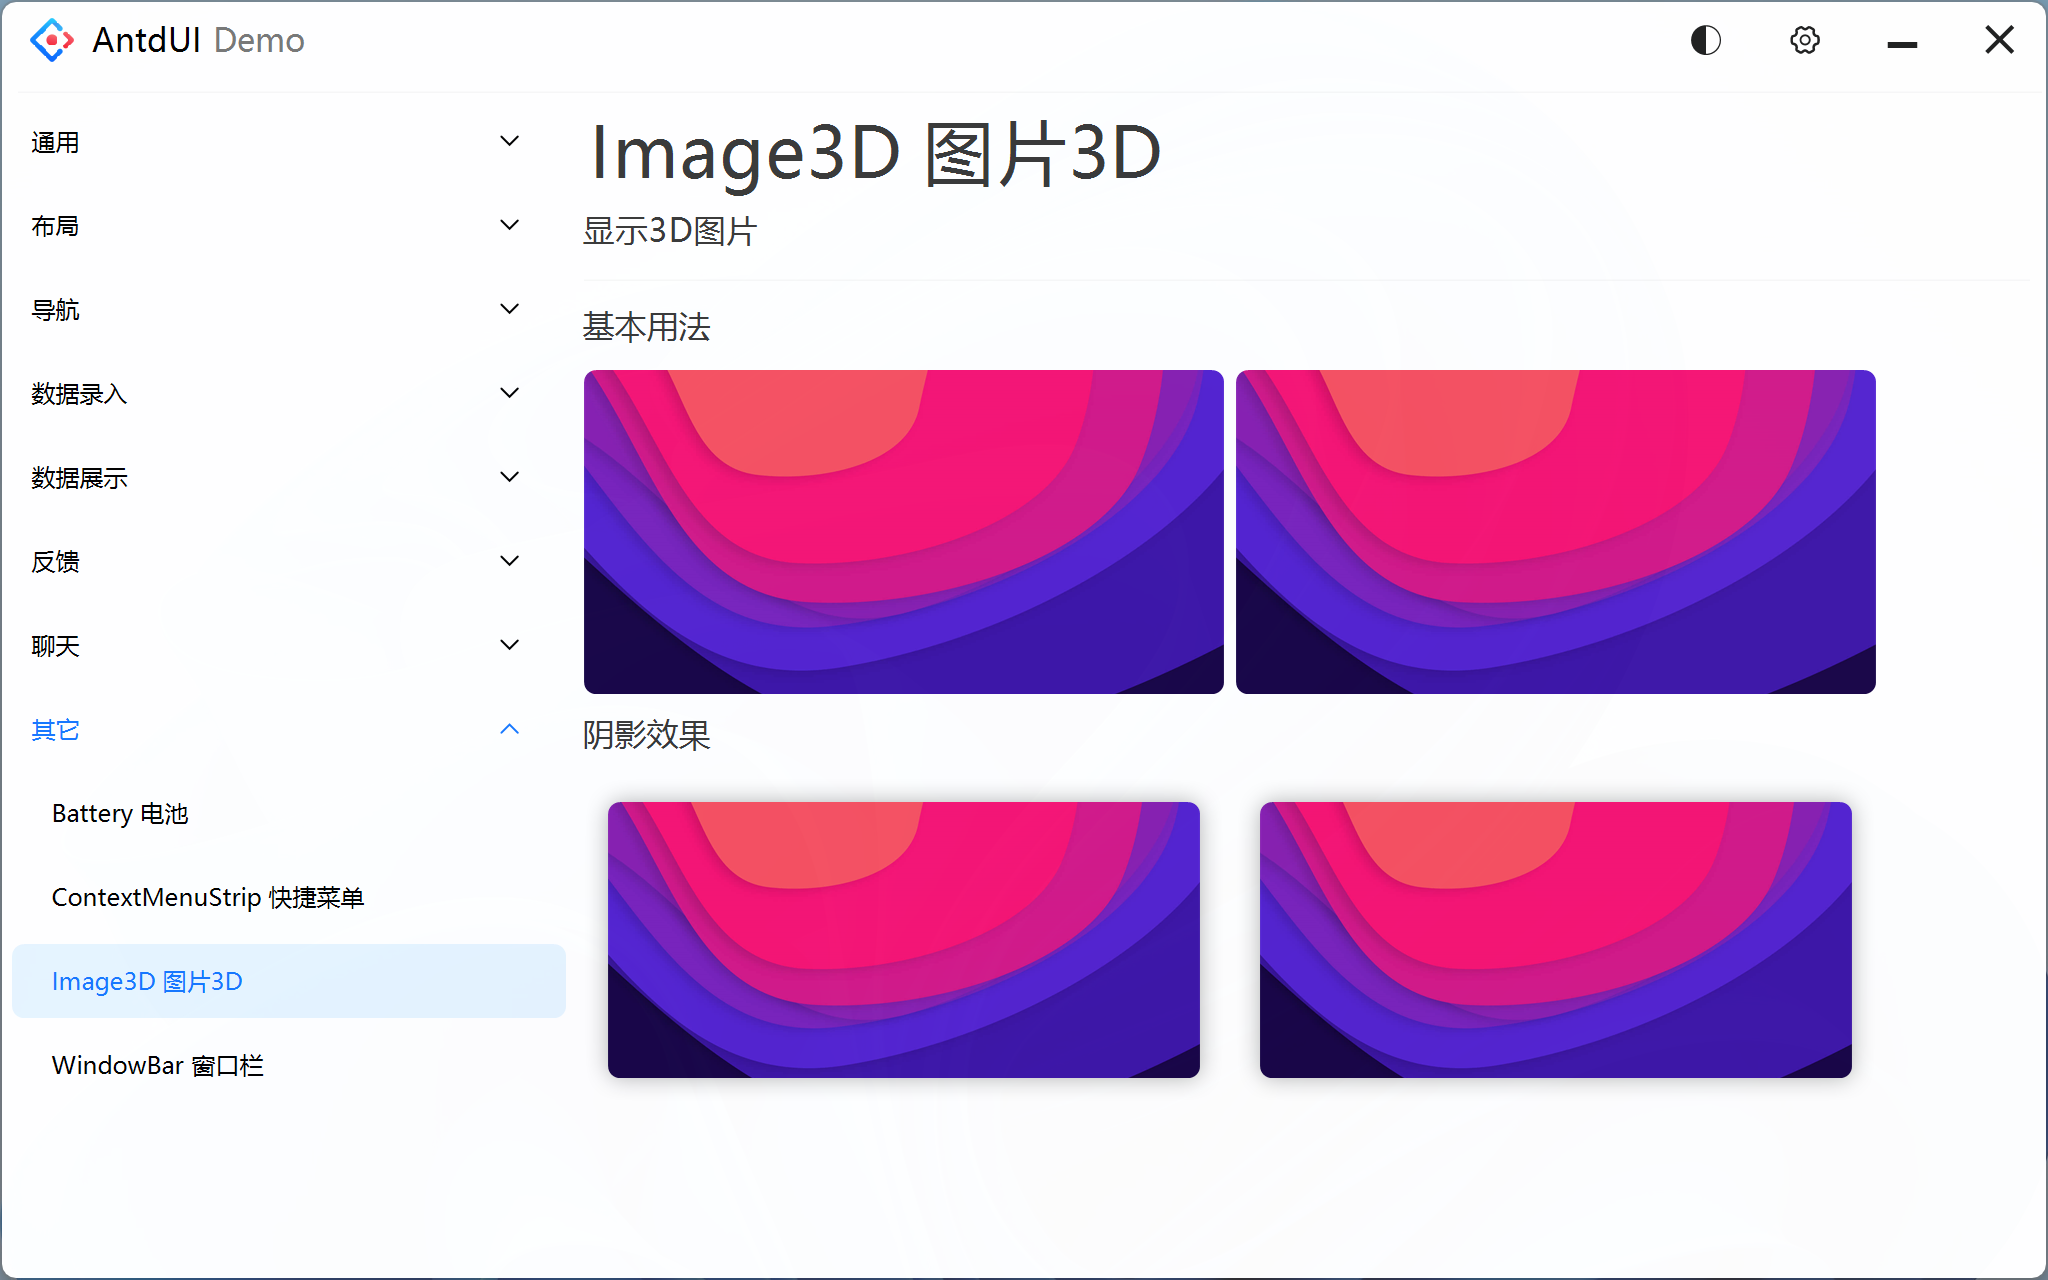 AntdUI Demo
通用
布局
导航
数据录入
数据展示
反馈
聊天
其它
Battery 电池
ContextMenuStrip 快捷菜单
Image3D 图片3D
WindowBar 窗口栏
Image3D 图片3D
显示3D图片
基本用法
阴影效果